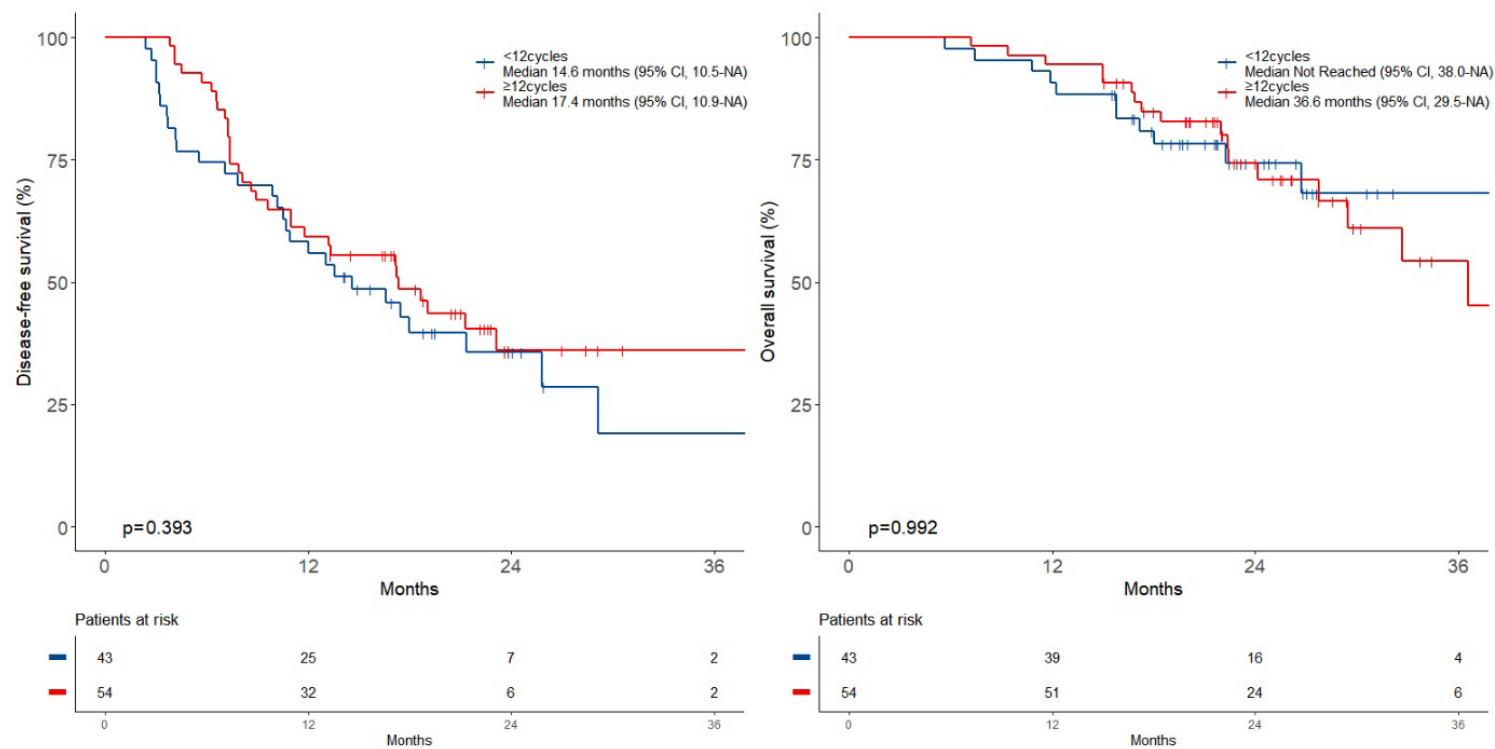 <12cycles
Median 14.6 months (95% CI, 10.5-NA)
≥12cycles
Median 17.4 months (95% CI, 10.9-NA)
Disease-free survival (%)
100
75
50
25
0
p=0.393
0 12 24 36
Months
Patients at risk
43 25 7 2
54 32 6 2
0 12 24 36
Months
<12cycles
Median Not Reached (95% CI, 38.0-NA)
≥12cycles
Median 36.6 months (95% CI, 29.5-NA)
Overall survival (%)
100
75
50
25
0
p=0.992
0 12 24 36
Months
Patients at risk
43 39 16 4
54 51 24 6
0 12 24 36
Months